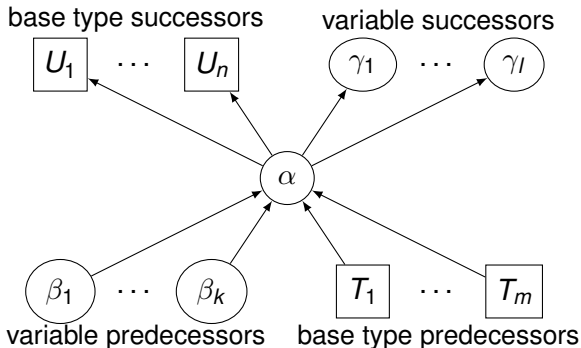 base type successors
variable successors
U₁ ··· Uₙ
γ₁ ··· γₗ
α
β₁ ··· βₖ
T₁ ··· Tₘ
variable predecessors
base type predecessors